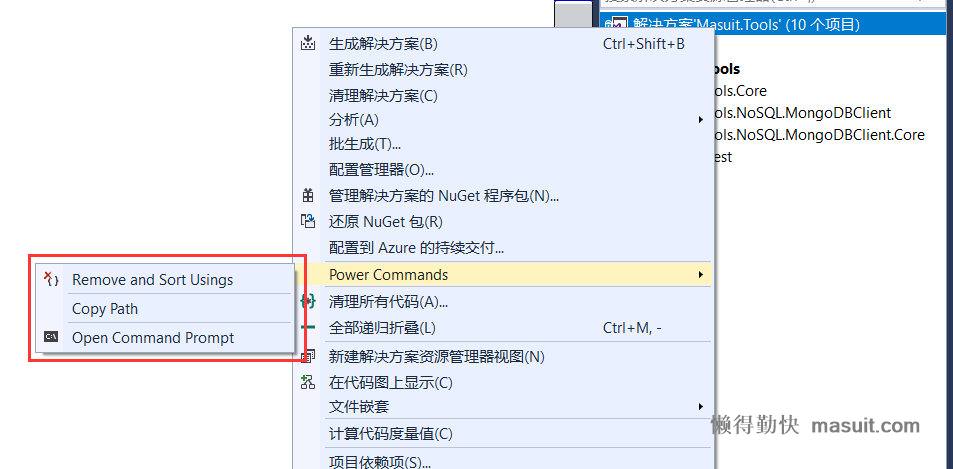 解决方案'Masuit.Tools' (10 个项目)
生成解决方案(B) Ctrl+Shift+B
重新生成解决方案(R)
清理解决方案(C)
分析(A)
批生成(T)...
配置管理器(O)...
管理解决方案的 NuGet 程序包(N)...
还原 NuGet 包(R)
配置到 Azure 的持续交付...
Power Commands
清理所有代码(A)...
全部递归折叠(L) Ctrl+M, -
新建解决方案资源管理器视图(N)
在代码图上显示(C)
文件嵌套
计算代码度量值(C)
项目依赖项(S)...
Remove and Sort Usings
Copy Path
Open Command Prompt
ools
ols.Core
ols.NoSQL.MongoDBClient
ols.NoSQL.MongoDBClient.Core
est
懒得勤快 masuit.com